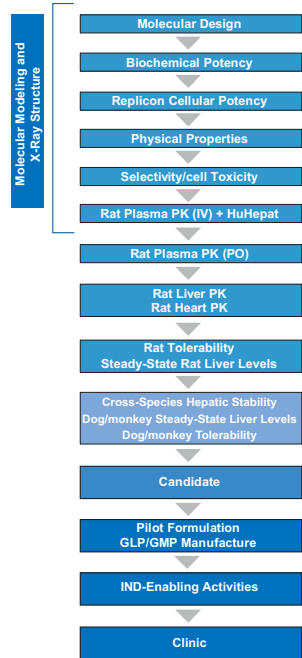 Molecular Modeling and
X-Ray Structure
Molecular Design
Biochemical Potency
Replicon Cellular Potency
Physical Properties
Selectivity/cell Toxicity
Rat Plasma PK (IV) + HuHepat
Rat Plasma PK (PO)
Rat Liver PK
Rat Heart PK
Rat Tolerability
Steady-State Rat Liver Levels
Cross-Species Hepatic Stability
Dog/monkey Steady-State Liver Levels
Dog/monkey Tolerability
Candidate
Pilot Formulation
GLP/GMP Manufacture
IND-Enabling Activities
Clinic